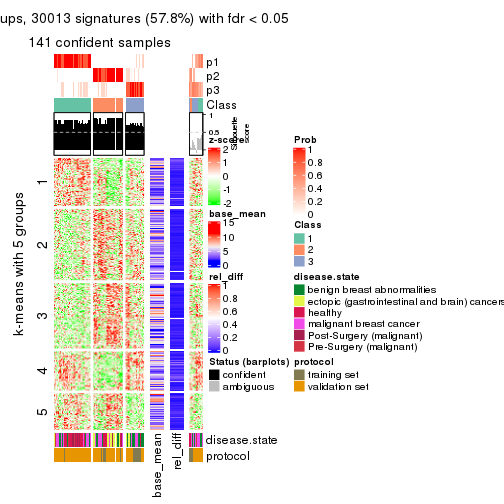 ups, 30013 signatures (57.8%) with fdr < 0.05
141 confident samples
p1
p2
p3
Class
1
0.5
0
Silhouette
score
k-means with 5 groups
1
2
3
4
5
disease.state
protocol
base_mean
rel_diff
z-score
2
1
0
-1
-2
base_mean
15
10
5
0
rel_diff
1
0.8
0.6
0.4
0.2
0
Status (barplots)
confident
ambiguous
Prob
1
0.8
0.6
0.4
0.2
0
Class
1
2
3
disease.state
benign breast abnormalities
ectopic (gastrointestinal and brain) cancers
healthy
malignant breast cancer
Post-Surgery (malignant)
Pre-Surgery (malignant)
protocol
training set
validation set